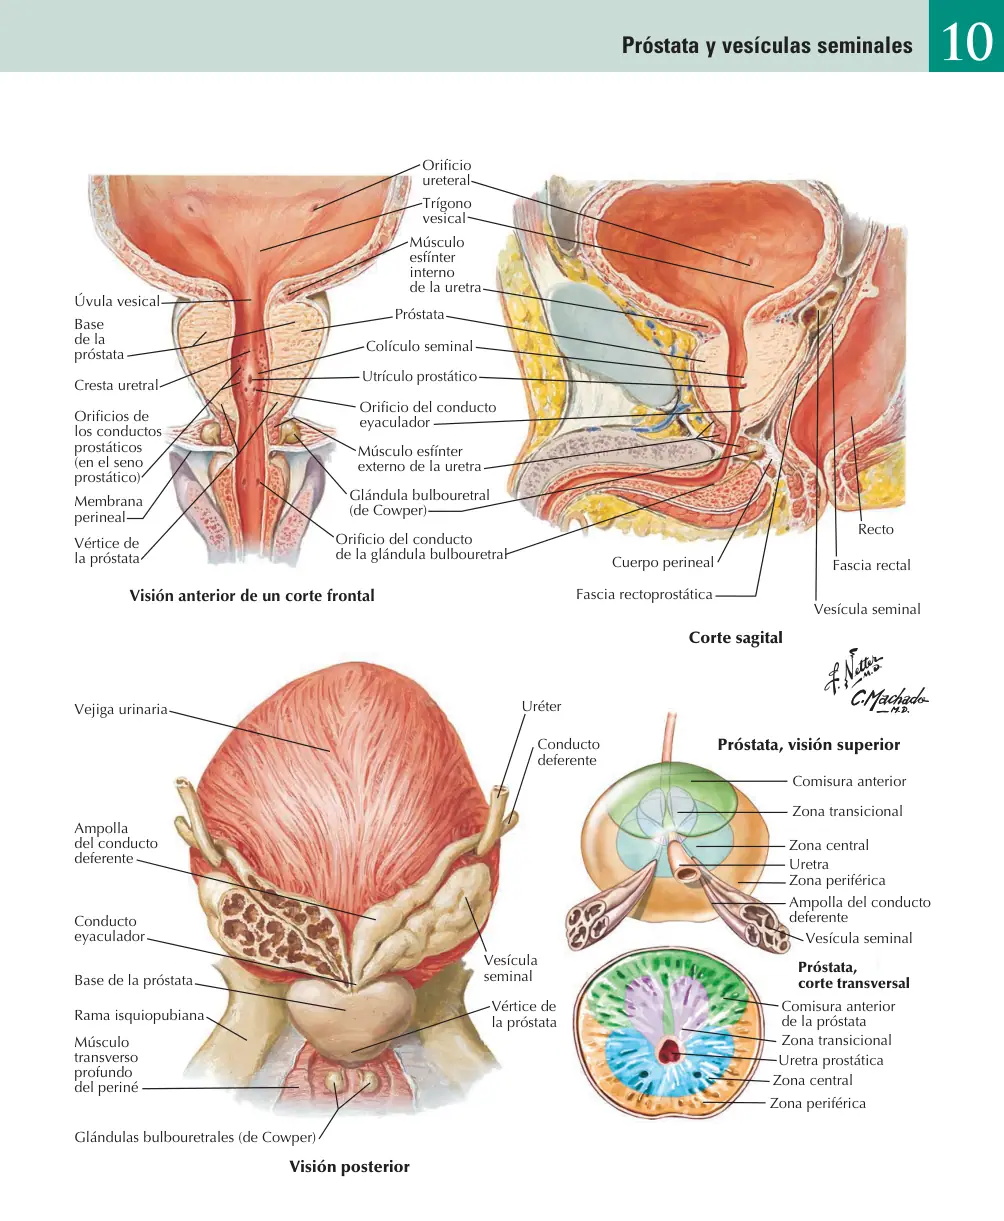 Próstata y vesículas seminales
10
Orificio
ureteral
Trígono
vesical
Músculo
esfínter
interno
de la uretra
Úvula vesical
Base
de la
próstata
Próstata
Colículo seminal
Cresta uretral
Utrículo prostático
Orificios de
los conductos
prostáticos
(en el seno
prostático)
Orificio del conducto
eyaculador
Músculo esfínter
externo de la uretra
Membrana
perineal
Glándula bulbouretral
(de Cowper)
Vértice de
la próstata
Orificio del conducto
de la glándula bulbouretral
Recto
Cuerpo perineal
Fascia rectal
Fascia rectoprostática
Vesícula seminal
Visión anterior de un corte frontal
Corte sagital
F. Netter
M.D.
C. Machado
M.D.
Vejiga urinaria
Uréter
Conducto
deferente
Ampolla
del conducto
deferente
Conducto
eyaculador
Vesícula
seminal
Base de la próstata
Vértice de
la próstata
Rama isquiopubiana
Músculo
transverso
profundo
del periné
Glándulas bulbouretrales (de Cowper)
Visión posterior
Próstata, visión superior
Comisura anterior
Zona transicional
Zona central
Uretra
Zona periférica
Ampolla del conducto
deferente
Vesícula seminal
Próstata,
corte transversal
Comisura anterior
de la próstata
Zona transicional
Uretra prostática
Zona central
Zona periférica